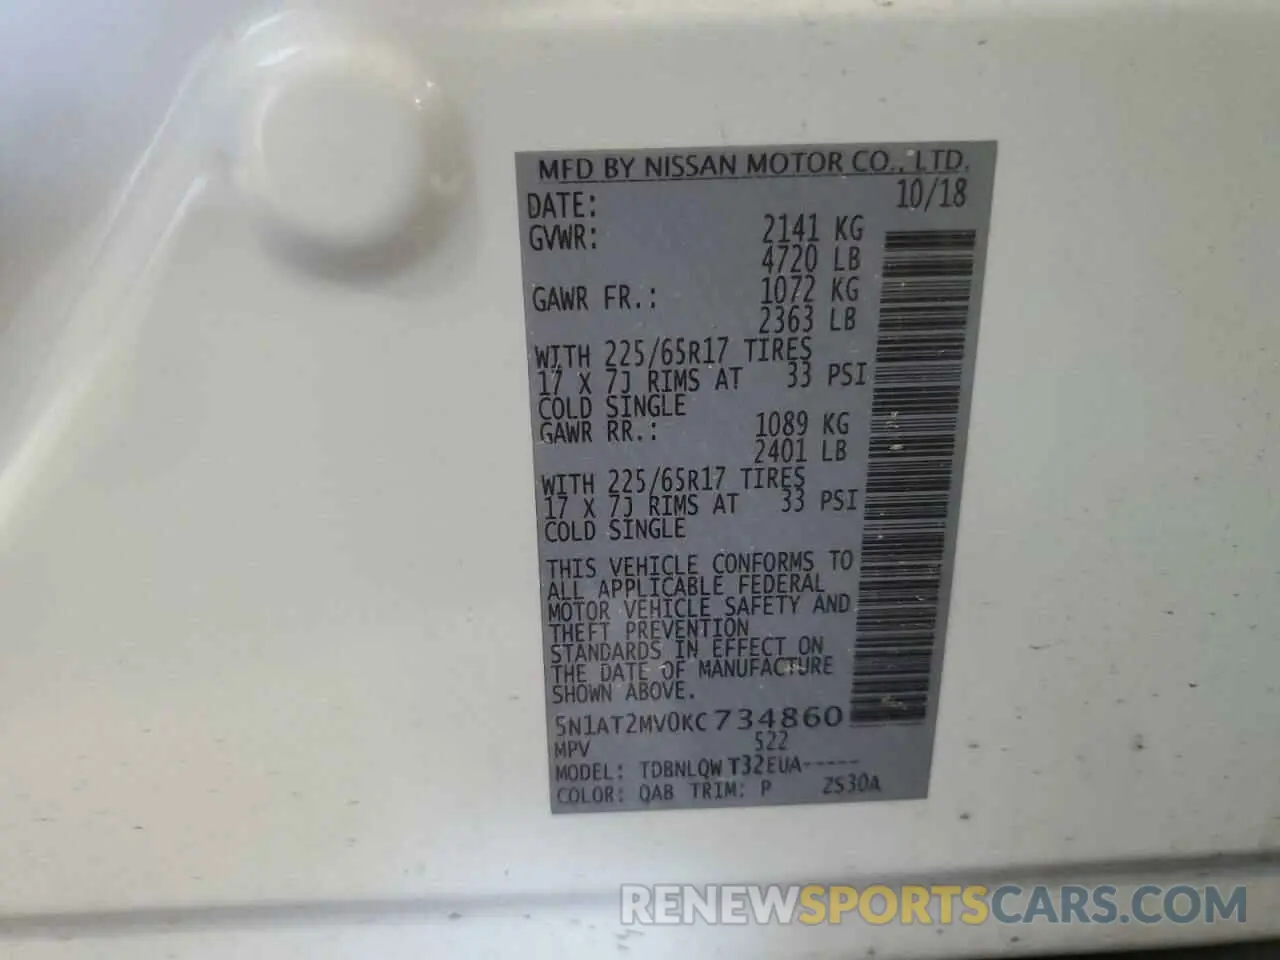 MFD BY NISSAN MOTOR CO., LTD.
DATE: 10/18
GVWR: 2141 KG
4720 LB
GAWR FR.: 1072 KG
2363 LB
WITH 225/65R17 TIRES
17 X 7J RIMS AT 33 PSI
COLD SINGLE
GAWR RR.: 1089 KG
2401 LB
WITH 225/65R17 TIRES
17 X 7J RIMS AT 33 PSI
COLD SINGLE
THIS VEHICLE CONFORMS TO
ALL APPLICABLE FEDERAL
MOTOR VEHICLE SAFETY AND
THEFT PREVENTION
STANDARDS IN EFFECT ON
THE DATE OF MANUFACTURE
SHOWN ABOVE.
5N1AT2MV0KC734860
MPV 522
MODEL: TDBNLQW T32EUA-----
COLOR: QAB TRIM: P 2S30A
RENEWSPORTSCARS.COM